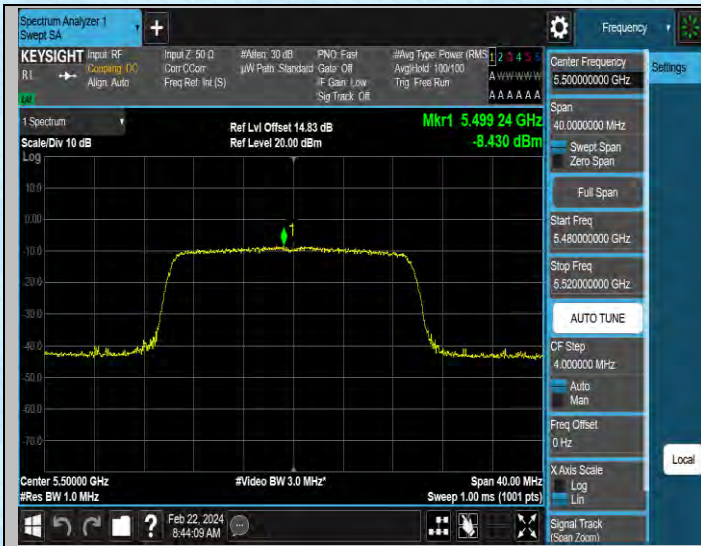 Spectrum Analyzer 1
Swept SA
+
Frequency
KEYSIGHT
RL
Input: RF
Coupling: DC
Align: Auto
Input Z: 50 Ω
Corr CCorr
Freq Ref: Int (S)
#Atten: 30 dB
µW Path: Standard
PNO: Fast
Gate: Off
IF Gain: Low
Sig Track: Off
#Avg Type: Power (RMS
Avg|Hold: 100/100
Trig: Free Run
1 2 3 4 5 6
A W W W W W
A A A A A A
1 Spectrum
Scale/Div 10 dB
Ref Lvl Offset 14.83 dB
Ref Level 20.00 dBm
Mkr1 5.499 24 GHz
-8.430 dBm
Log
10.0
0.00
-10.0
-20.0
-30.0
-40.0
-50.0
-60.0
-70.0
1
Center 5.50000 GHz
#Res BW 1.0 MHz
#Video BW 3.0 MHz*
Span 40.00 MHz
Sweep 1.00 ms (1001 pts)
Center Frequency
5.500000000 GHz
Span
40.0000000 MHz
Swept Span
Zero Span
Full Span
Start Freq
5.480000000 GHz
Stop Freq
5.520000000 GHz
AUTO TUNE
CF Step
4.000000 MHz
Auto
Man
Freq Offset
0 Hz
X Axis Scale
Log
Lin
Signal Track
(Span Zoom)
Settings
Local
?
Feb 22, 2024
8:44:09 AM